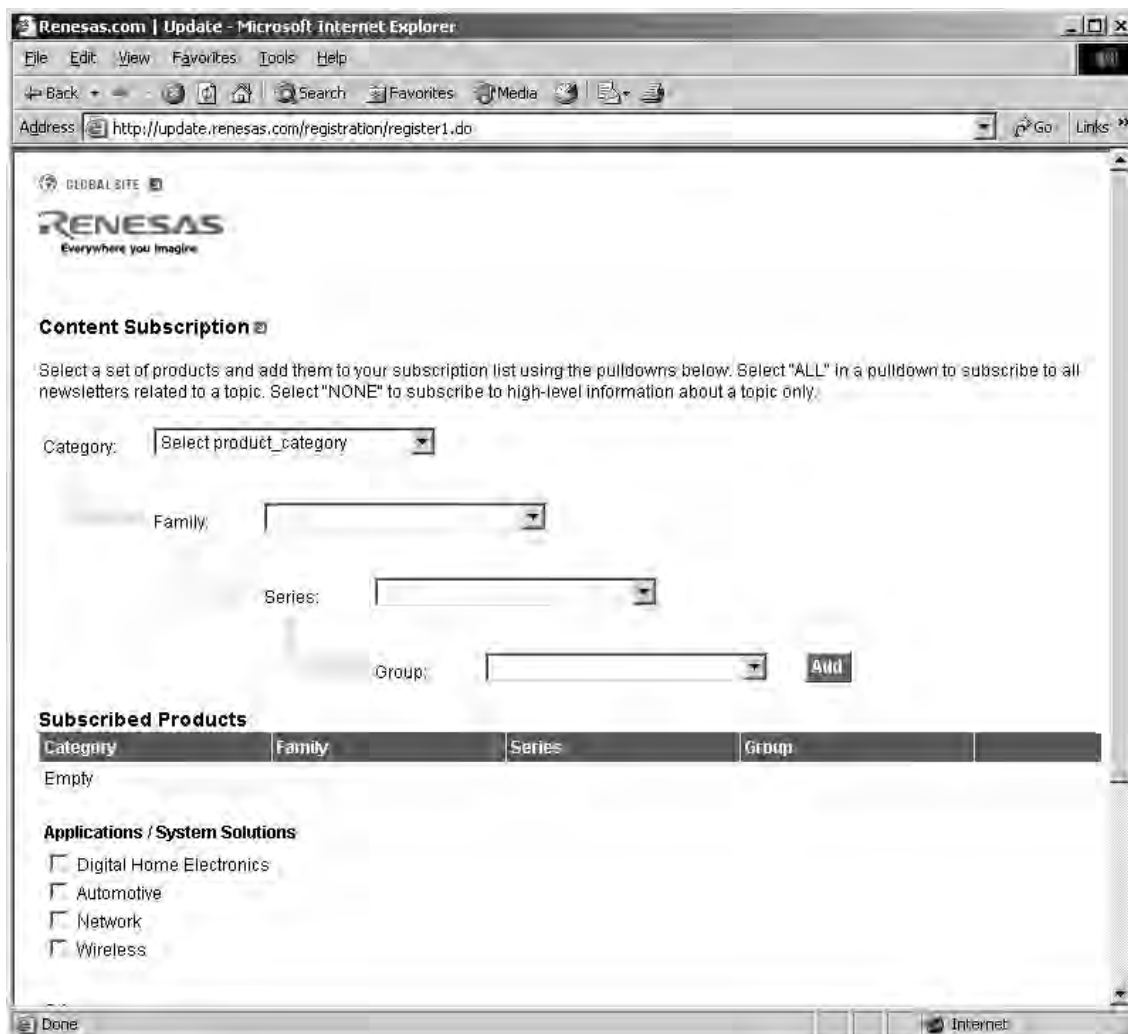 Renesas.com | Update - Microsoft Internet Explorer
File Edit View Favorites Tools Help
Back Search Favorites Media
Address http://update.renesas.com/registration/register1.do Go Links »
GLOBAL SITE
RENESAS
Everywhere you imagine
Content Subscription
Select a set of products and add them to your subscription list using the pulldowns below. Select "ALL" in a pulldown to subscribe to all
newsletters related to a topic. Select "NONE" to subscribe to high-level information about a topic only.
Category: Select product_category
Family:
Series:
Group: Add
Subscribed Products
Category Family Series Group
Empty
Applications / System Solutions
Digital Home Electronics
Automotive
Network
Wireless
Done Internet